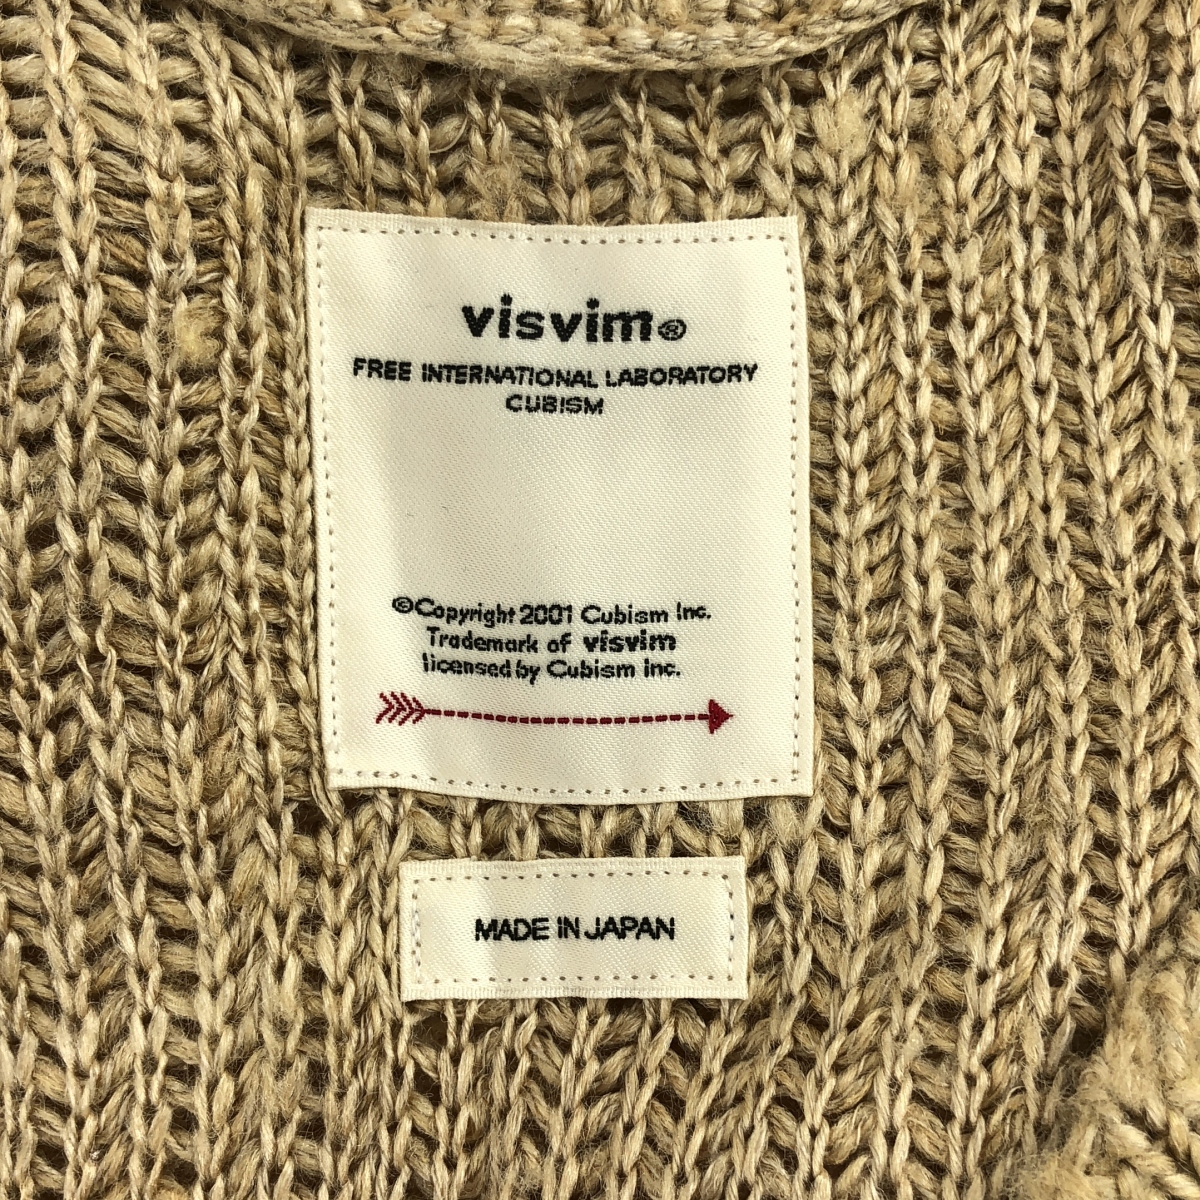 visvim®
FREE INTERNATIONAL LABORATORY
CUBISM
©Copyright 2001 Cubism Inc.
Trademark of visvim
licensed by Cubism Inc.
MADE IN JAPAN